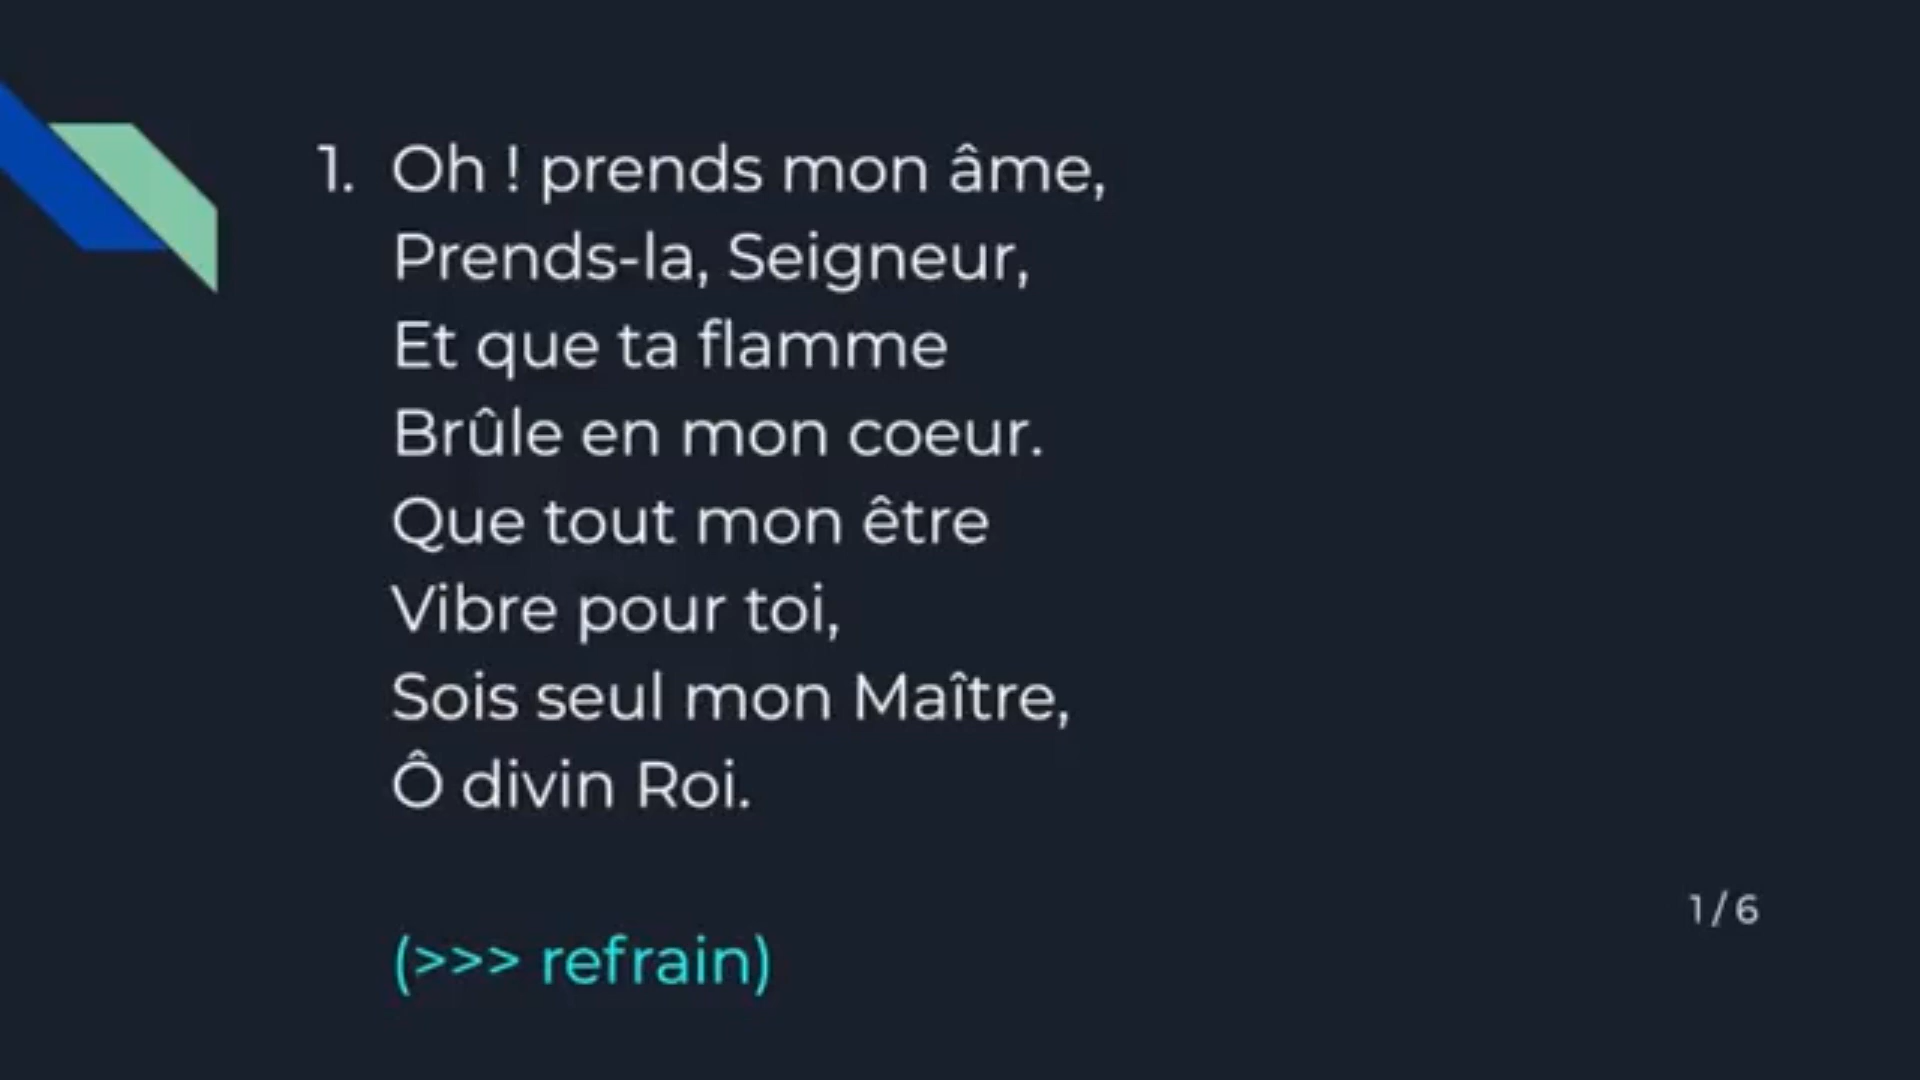 1. Oh ! prends mon âme,
Prends-la, Seigneur,
Et que ta flamme
Brûle en mon coeur.
Que tout mon être
Vibre pour toi,
Sois seul mon Maître,
Ô divin Roi.
1 / 6
(>>> refrain)